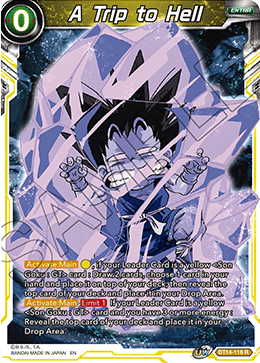 0
A Trip to Hell
EXTRA
Activate:Main if your Leader Card is a yellow <Son
Goku : GT> card : Draw 2 cards, choose 1 card in your
hand and place it on top of your deck, then reveal the
top card of your deck and place it in your Drop Area.
Activate:Main Limit 1 if your Leader Card is a yellow
<Son Goku : GT> card and you have 3 or more energy :
Reveal the top card of your deck and place it in your
Drop Area.
©B.S./S., T.A.
BANDAI MADE IN JAPAN EN
BT14-118 R